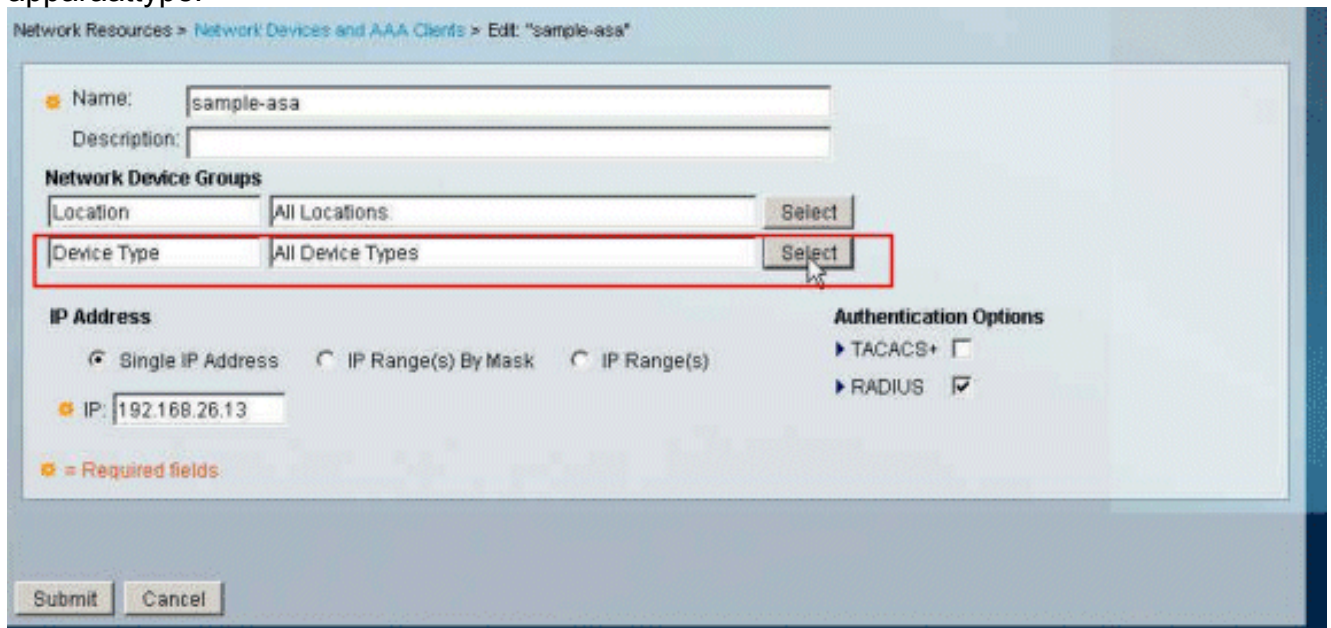 apparaattype.
Network Resources > Network Devices and AAA Clients > Edit: "sample-asa"
Name: sample-asa
Description:
Network Device Groups
Location All Locations Select
Device Type All Device Types Select
IP Address Authentication Options
Single IP Address IP Range(s) By Mask IP Range(s) TACACS+
RADIUS
IP: 192.168.26.13
= Required fields
Submit Cancel